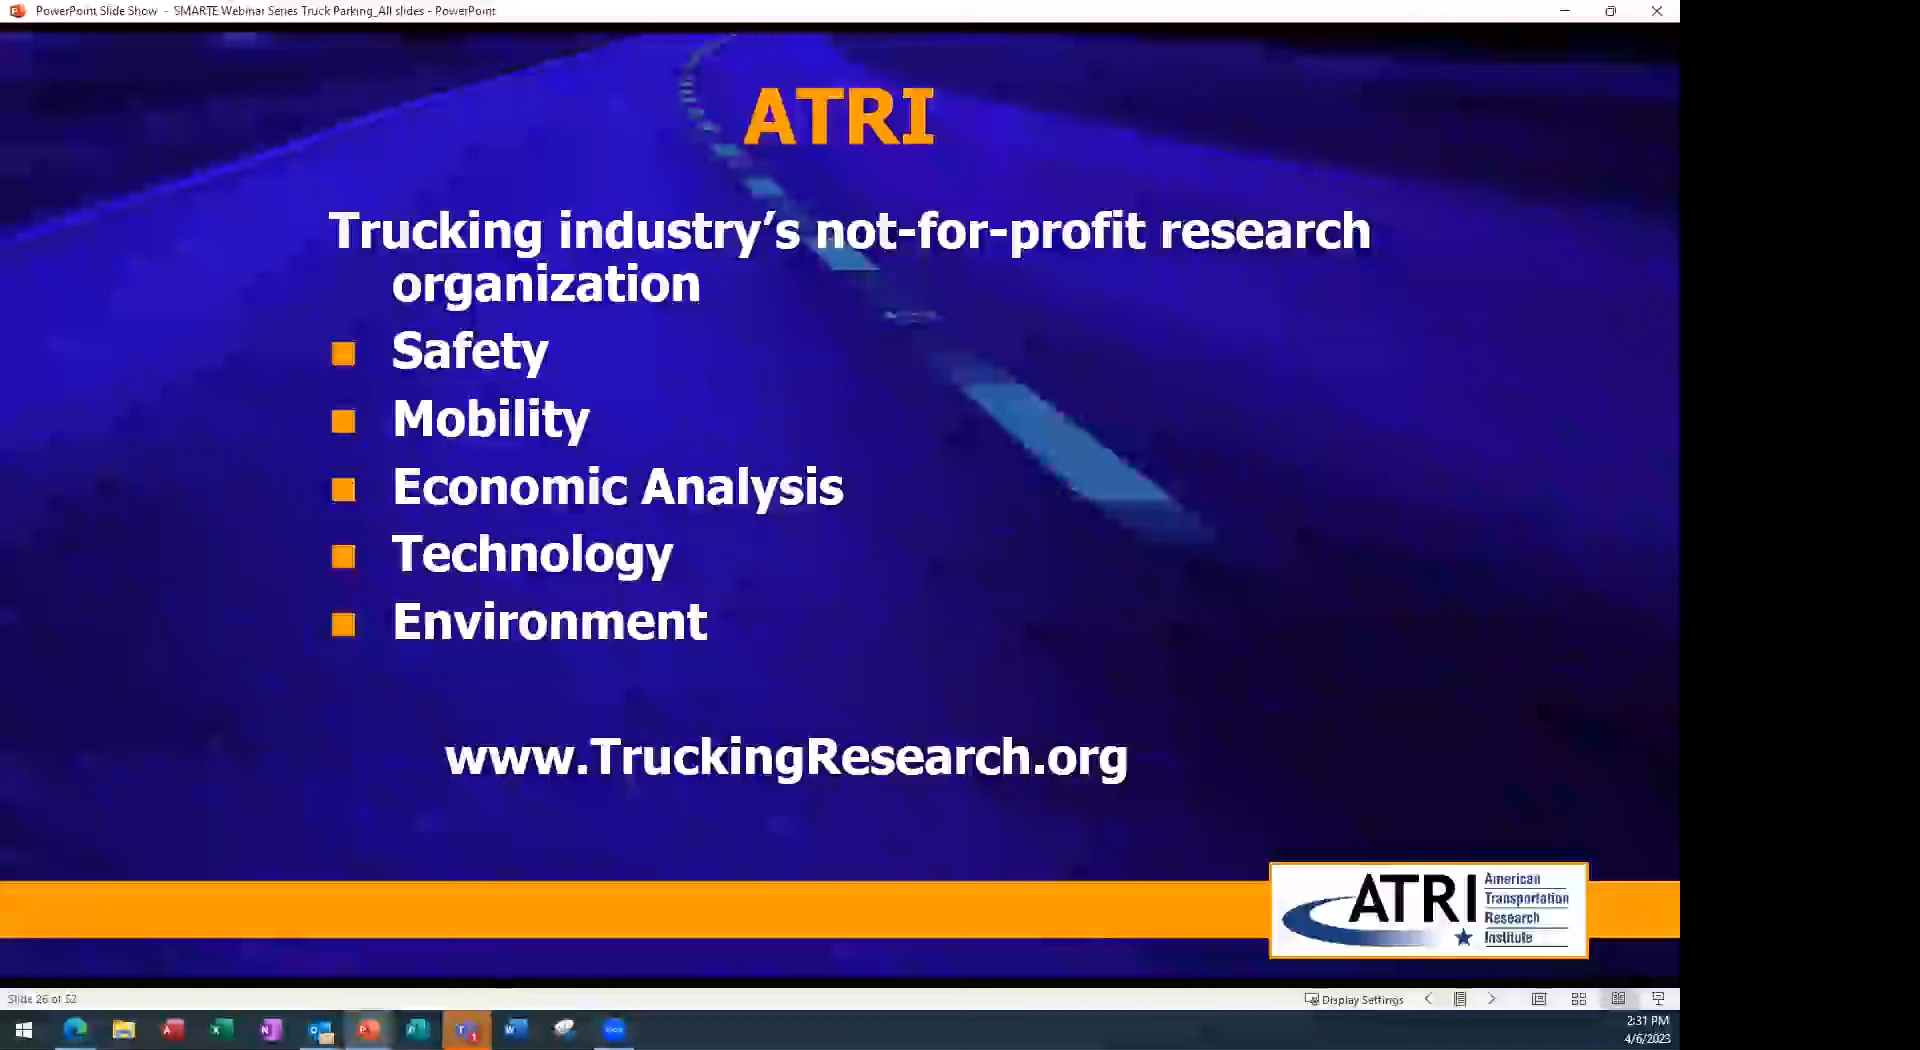 PowerPoint Slide Show - SMARTE Webinar Series Truck Parking_All slides - PowerPoint
ATRI
Trucking industry’s not-for-profit research
organization
Safety
Mobility
Economic Analysis
Technology
Environment
www.TruckingResearch.org
ATRI
American
Transportation
Research
Institute
Slide 26 of 52
Display Settings
2:31 PM
4/6/2023